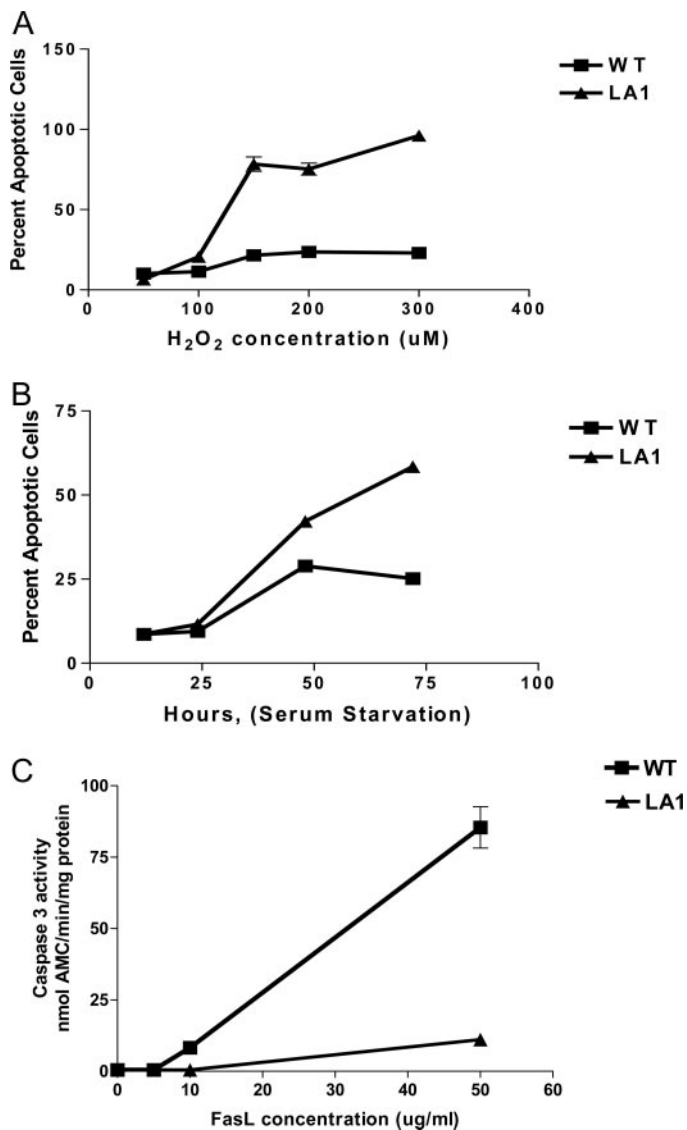 A
150
100
50
0
0 100 200 300 400
Percent Apoptotic Cells
H₂O₂ concentration (uM)
WT
LA1
B
75
50
25
0
0 25 50 75 100
Percent Apoptotic Cells
Hours, (Serum Starvation)
WT
LA1
C
100
75
50
25
0
0 10 20 30 40 50 60
Caspase 3 activity
nmol AMC/min/mg protein
FasL concentration (ug/ml)
WT
LA1